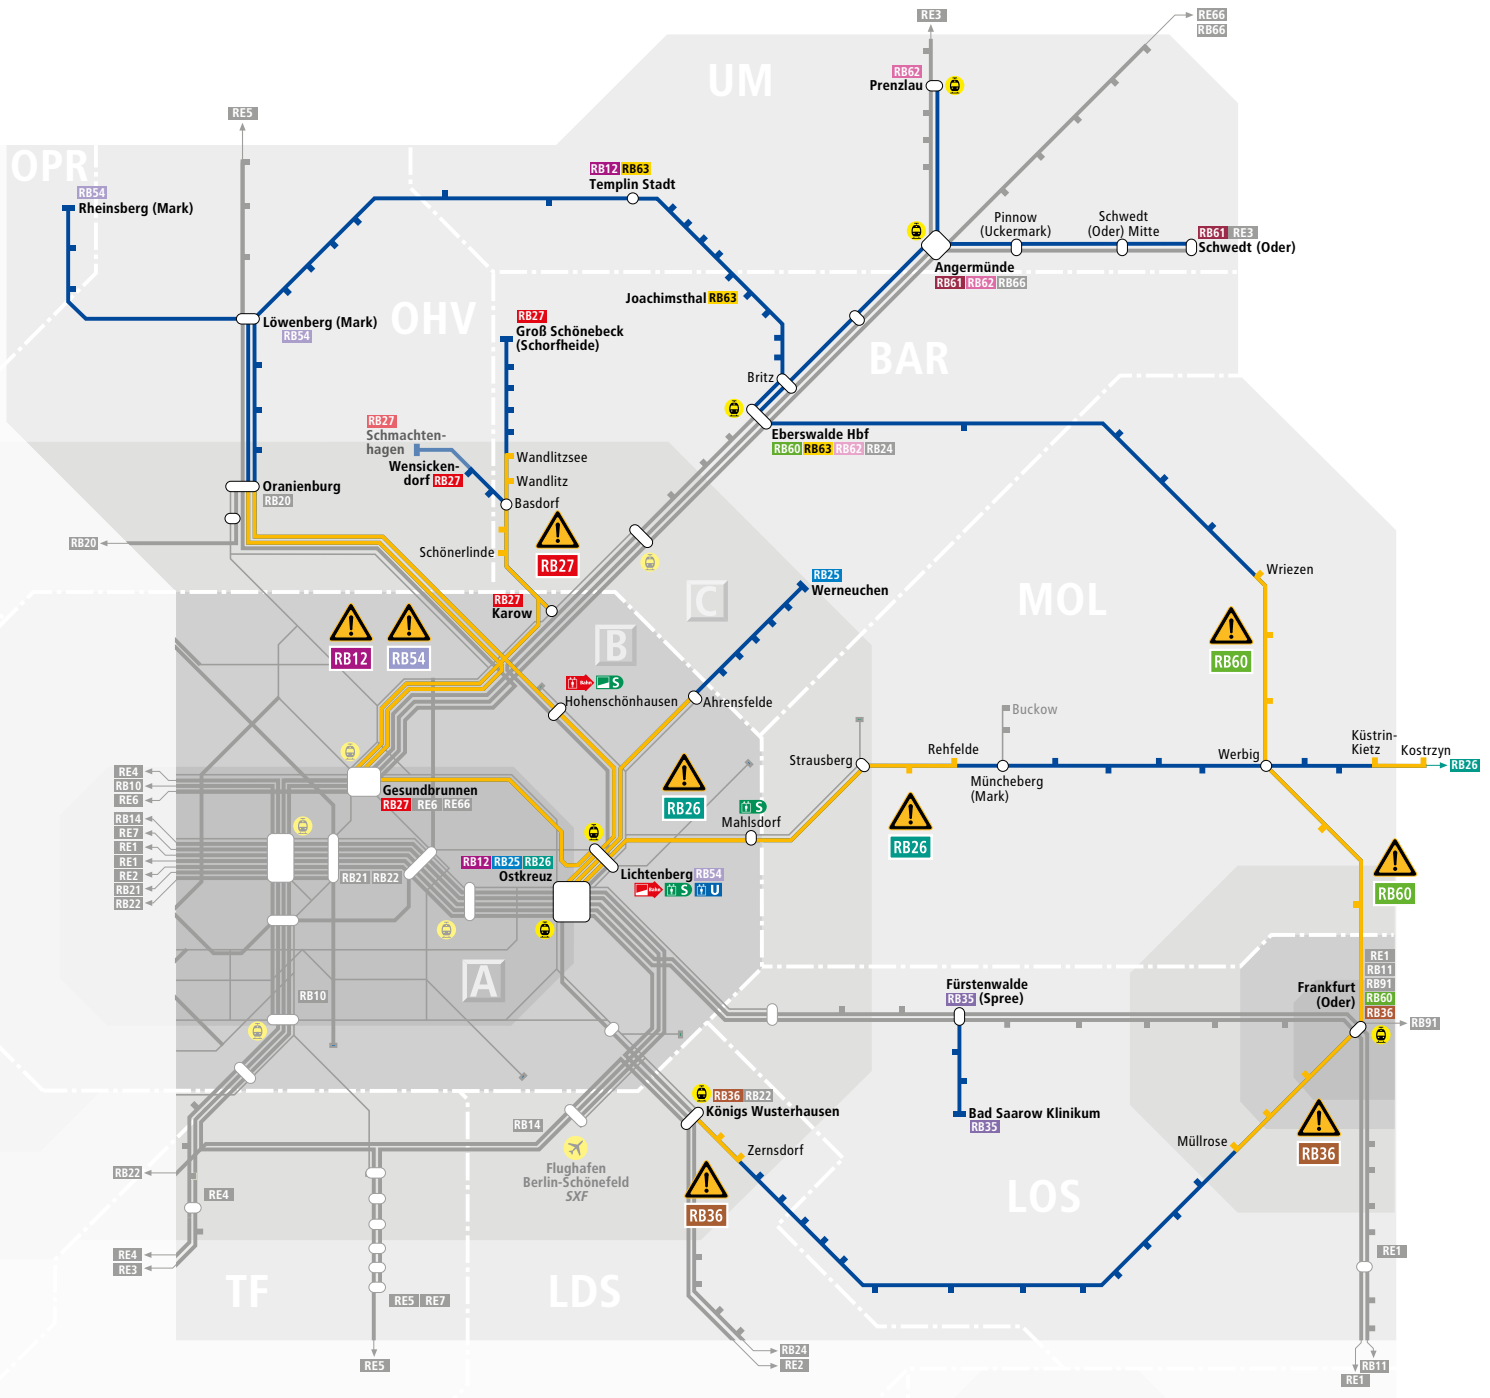 RE3
RE66
RB66
UM
RB62
Prenzlau
RE5
OPR
RB12 RB63
Templin Stadt
RB54
Rheinsberg (Mark)
Pinnow
(Uckermark)
Schwedt
(Oder) Mitte
RB61 RE3
Schwedt (Oder)
Angermünde
RB61 RB62 RB66
Joachimsthal RB63
OHV
Löwenberg (Mark)
RB54
RB27
Groß Schönebeck
(Schorfheide)
BAR
Britz
RB27
Schmachten-
hagen
Eberswalde Hbf
RB60 RB63 RB62 RB24
Wensicken-
dorf RB27
Wandlitzsee
Wandlitz
Oranienburg
RB20
Basdorf
RB20
Schönerlinde
RB27
RB25
Werneuchen
Wriezen
C
MOL
RB27
Karow
B
RB12
RB54
RB60
Hohenschönhausen
Bahn
S
Ahrensfelde
Buckow
Küstrin-
Kietz
Kostrzyn
Rehfelde
Werbig
Strausberg
RB26
RE4
RB10
RE6
Müncheberg
(Mark)
Gesundbrunnen
RB27 RE6 RE66
RB26
S
Mahlsdorf
RB26
RB14
RE7
RE1
RE1
RE2
RB21
RB22
RB21 RB22
RB12 RB25 RB26
Ostkreuz
Lichtenberg RB54
Bahn
S
U
RB60
A
RB10
Fürstenwalde
RB35 (Spree)
Frankfurt
(Oder)
RE1
RB11
RB91
RB60
RB36
RB91
RB36 RB22
Königs Wusterhausen
Bad Saarow Klinikum
RB35
RB14
Zernsdorf
Müllrose
RB36
RB22
Flughafen
Berlin-Schönefeld
SXF
RB36
RE4
LOS
RE4
RE3
RE1
TF
LDS
RE5 RE7
RE5
RB24
RE2
RB11
RE1